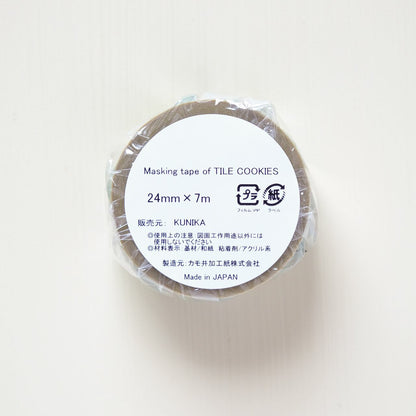 Masking tape of TILE COOKIES
24mm×7m
プラ 紙
フィルム・フタ ラベル
販売元: KUNIKA
◎使用上の注意 図画工作用途以外には
使用しないでください
◎材料表示 基材/和紙 粘着剤/アクリル系
製造元:カモ井加工紙株式会社
Made in JAPAN